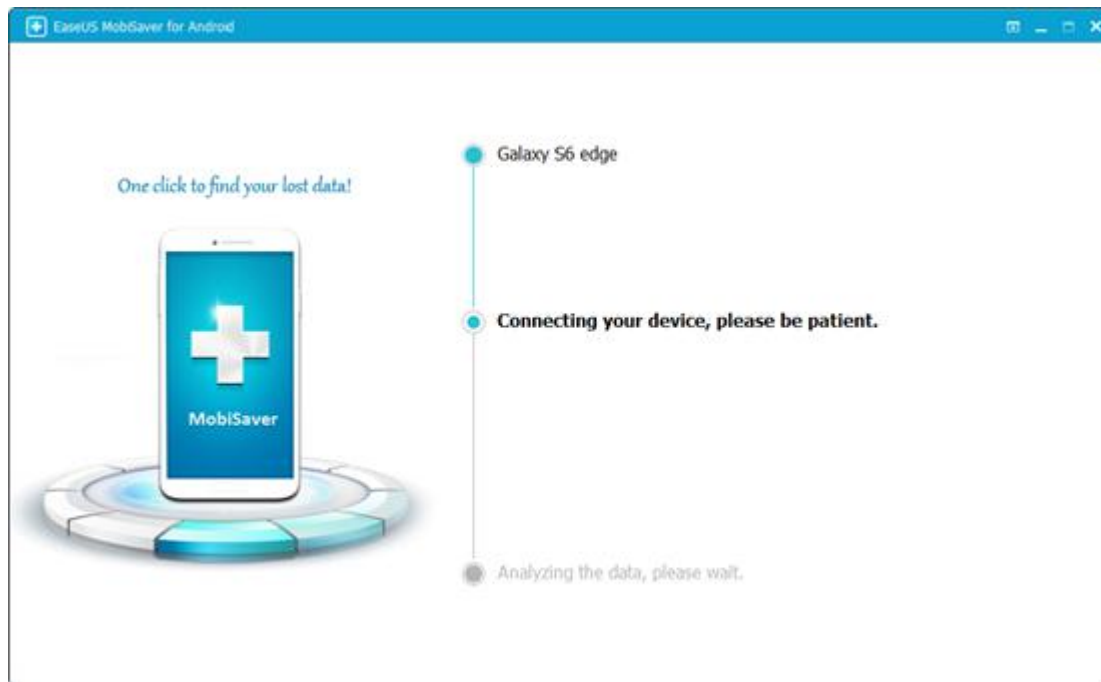 EaseUS MobiSaver for Android
One click to find your lost data!
MobiSaver
Galaxy S6 edge
Connecting your device, please be patient.
Analyzing the data, please wait.